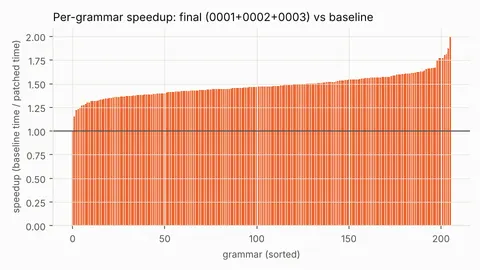 Per-grammar speedup: final (0001+0002+0003) vs baseline
speedup (baseline time / patched time)
2.00
1.75
1.50
1.25
1.00
0.75
0.50
0.25
0.00
0 50 100 150 200
grammar (sorted)